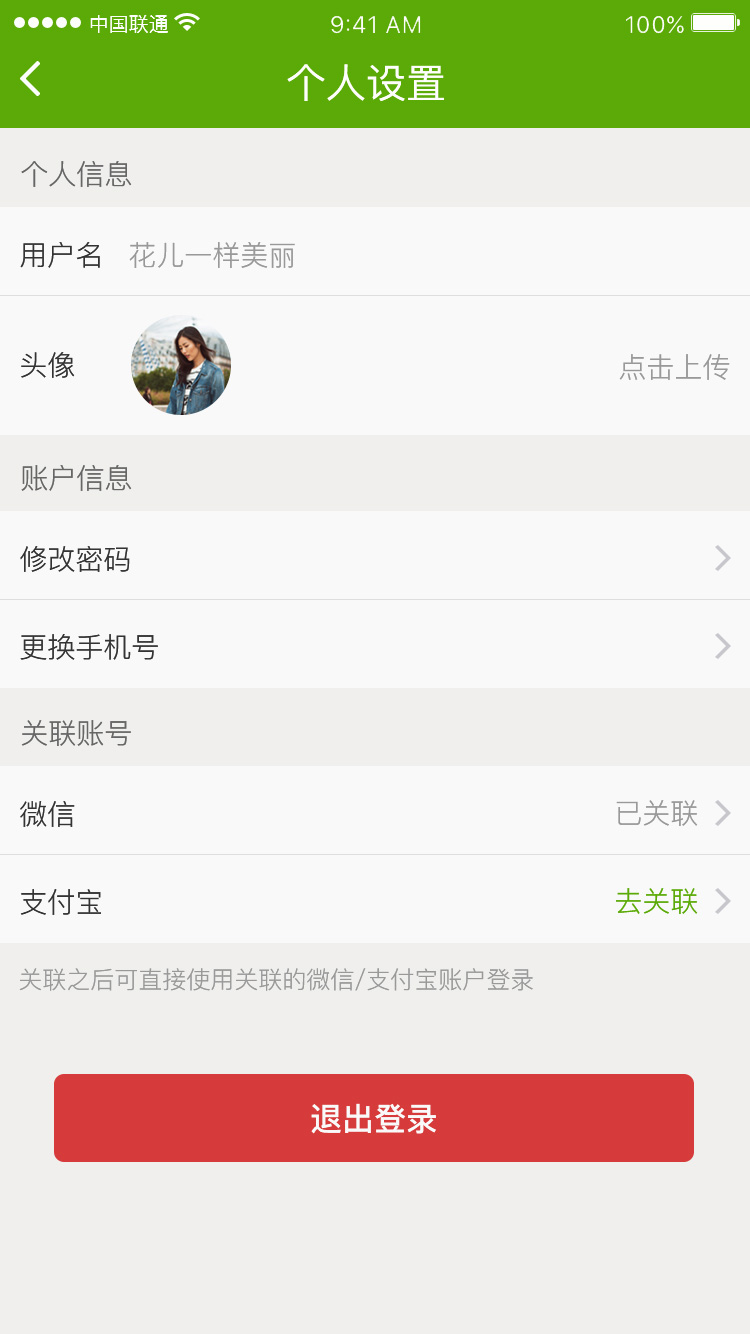 中国联通 9:41 AM 100%
个人设置
个人信息
用户名 花儿一样美丽
头像 点击上传
账户信息
修改密码
更换手机号
关联账号
微信 已关联
支付宝 去关联
关联之后可直接使用关联的微信/支付宝账户登录
退出登录